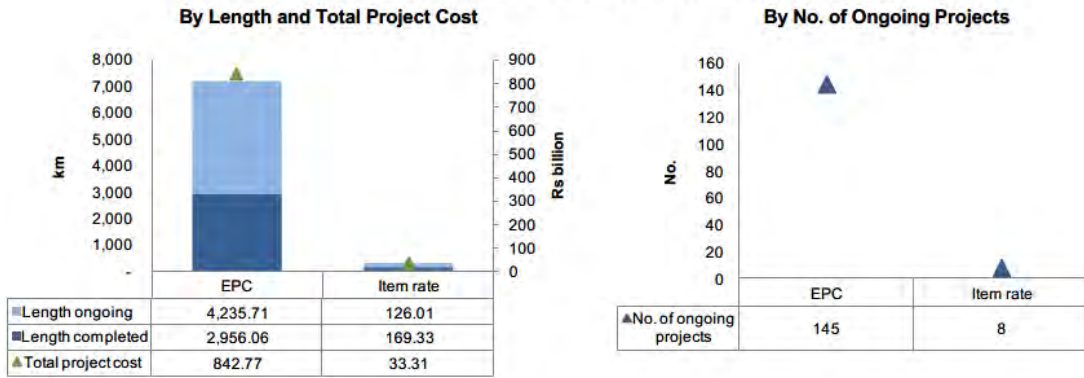 By Length and Total Project Cost
8,000
7,000
6,000
5,000
4,000
3,000
2,000
1,000
-
km
900
800
700
600
500
400
300
200
100
0
Rs billion
EPC Item rate
Length ongoing 4,235.71 126.01
Length completed 2,956.06 169.33
Total project cost 842.77 33.31
By No. of Ongoing Projects
160
140
120
100
80
60
40
20
0
No.
EPC Item rate
No. of ongoing
projects 145 8